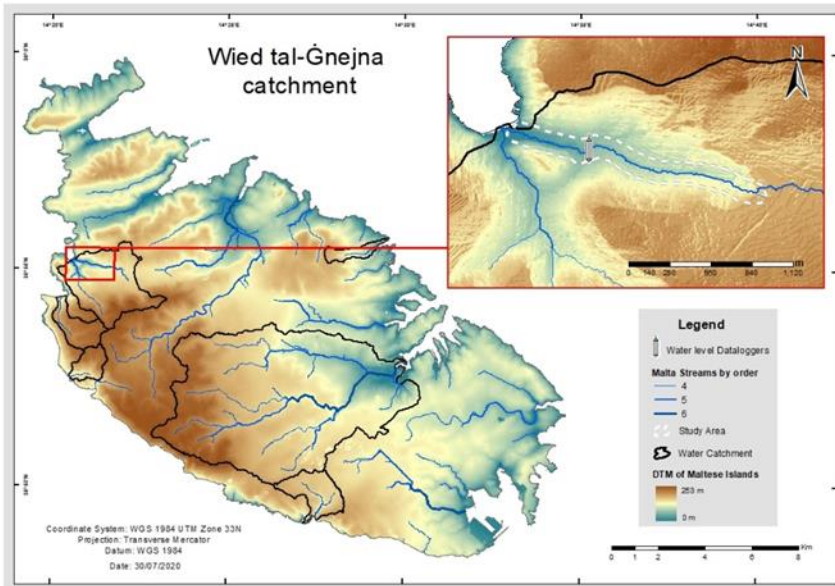 Wied tal-Ġnejna
catchment
N
0 140 280 560 840 1,120
m
Legend
Water level Dataloggers
Malta Streams by order
4
5
6
Study Area
Water Catchment
DTM of Maltese Islands
253 m
0 m
Coordinate System: WGS 1984 UTM Zone 33N
Projection: Transverse Mercator
Datum: WGS 1984
Date: 30/07/2020
0 1 2 4 6 8
Km